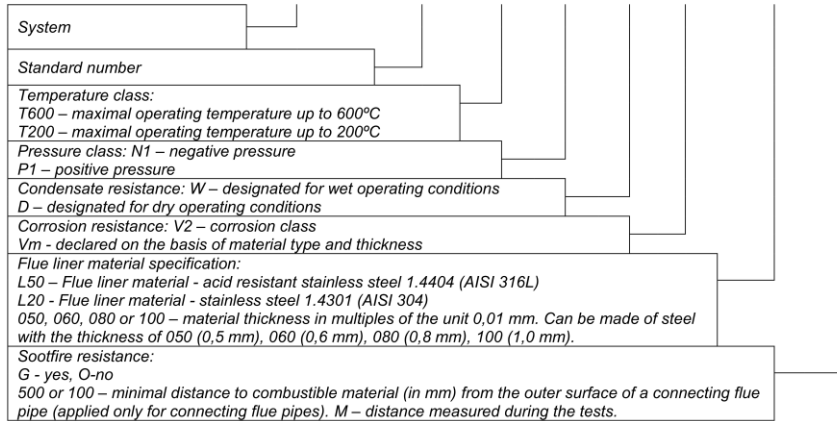 System
Standard number
Temperature class:
T600 – maximal operating temperature up to 600ºC
T200 – maximal operating temperature up to 200ºC
Pressure class: N1 – negative pressure
P1 – positive pressure
Condensate resistance: W – designated for wet operating conditions
D – designated for dry operating conditions
Corrosion resistance: V2 – corrosion class
Vm - declared on the basis of material type and thickness
Flue liner material specification:
L50 – Flue liner material - acid resistant stainless steel 1.4404 (AISI 316L)
L20 - Flue liner material - stainless steel 1.4301 (AISI 304)
050, 060, 080 or 100 – material thickness in multiples of the unit 0,01 mm. Can be made of steel
with the thickness of 050 (0,5 mm), 060 (0,6 mm), 080 (0,8 mm), 100 (1,0 mm).
Sootfire resistance:
G - yes, O-no
500 or 100 – minimal distance to combustible material (in mm) from the outer surface of a connecting flue
pipe (applied only for connecting flue pipes). M – distance measured during the tests.